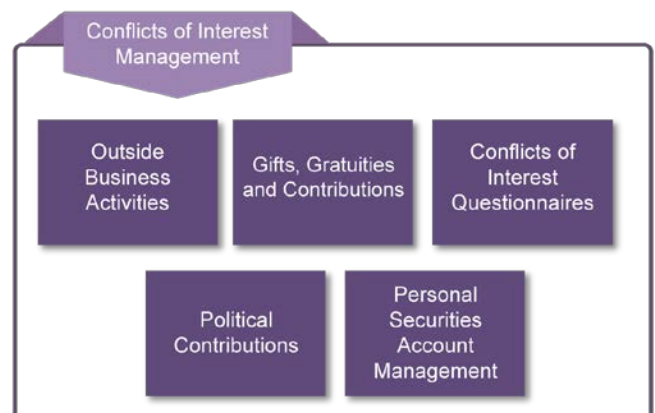 Conflicts of Interest
Management
Outside
Business
Activities
Gifts, Gratuities
and Contributions
Conflicts of
Interest
Questionnaires
Political
Contributions
Personal
Securities
Account
Management